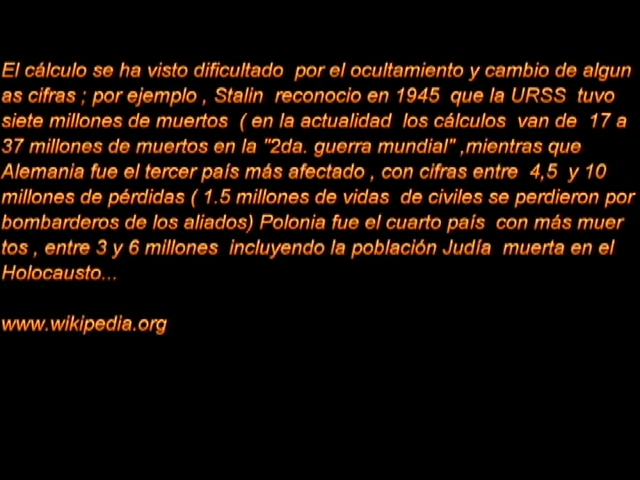 El cálculo se ha visto dificultado  por el ocultamiento y cambio de algun
as cifras ; por ejemplo , Stalin  reconocio en 1945  que la URSS  tuvo
siete millones de muertos  ( en la actualidad  los cálculos  van de  17 a
37 millones de muertos en la "2da. guerra mundial" ,mientras que
Alemania fue el tercer país más afectado , con cifras entre  4,5  y 10
millones de pérdidas ( 1.5 millones de vidas  de civiles se perdieron por
bombarderos de los aliados) Polonia fue el cuarto país  con más muer
tos , entre 3 y 6 millones  incluyendo la población Judía  muerta en el
Holocausto...
www.wikipedia.org